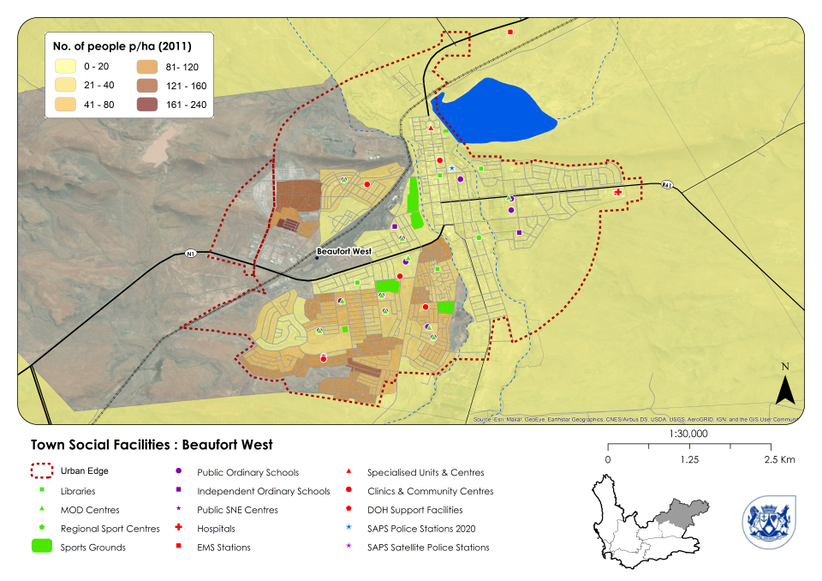 No. of people p/ha (2011)
0 - 20
81- 120
21 - 40
121 - 160
41 - 80
161 - 240
R61
N1
Beaufort West
N
Source: Esri, Maxar, GeoEye, Earthstar Geographics, CNES/Airbus DS, USDA, USGS, AeroGRID, IGN, and the GIS User Commun
Town Social Facilities : Beaufort West
1:30,000
0
1.25
2.5 Km
Urban Edge
Public Ordinary Schools
Specialised Units & Centres
Libraries
Independent Ordinary Schools
Clinics & Community Centres
MOD Centres
Public SNE Centres
DOH Support Facilities
Regional Sport Centres
Hospitals
SAPS Police Stations 2020
Sports Grounds
EMS Stations
SAPS Satellite Police Stations